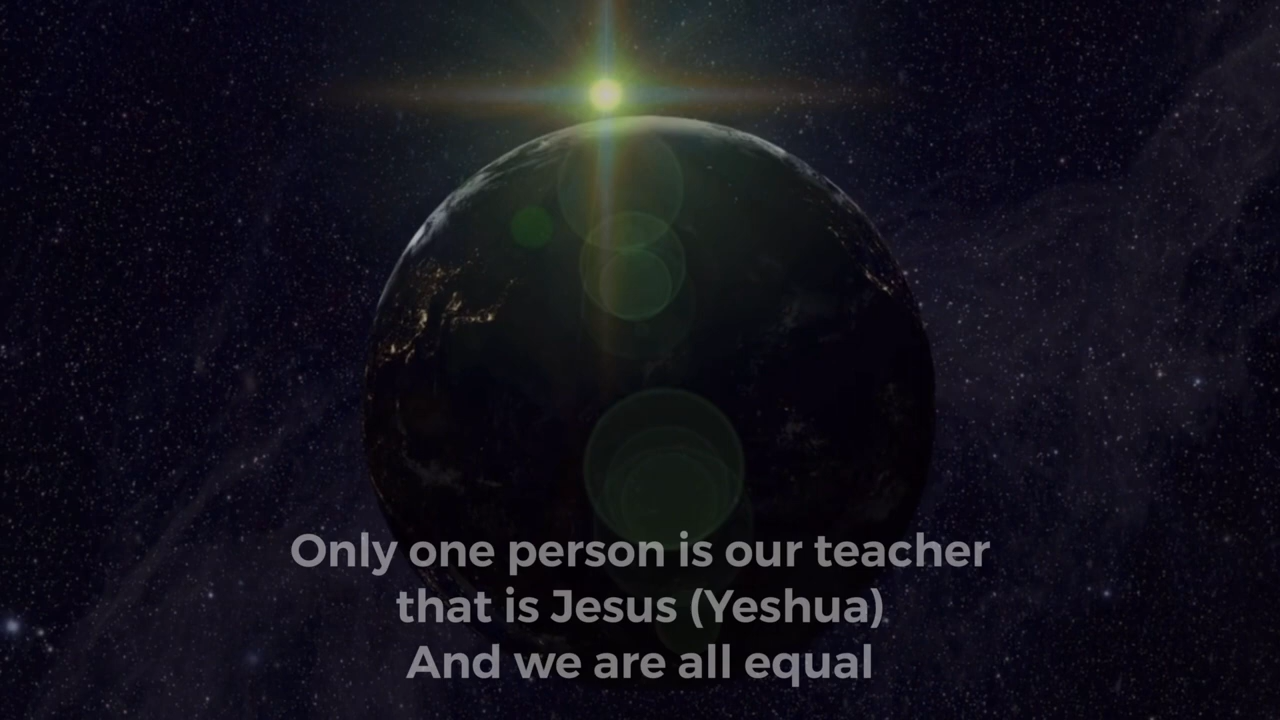 Only one person is our teacher
that is Jesus (Yeshua)
And we are all equal